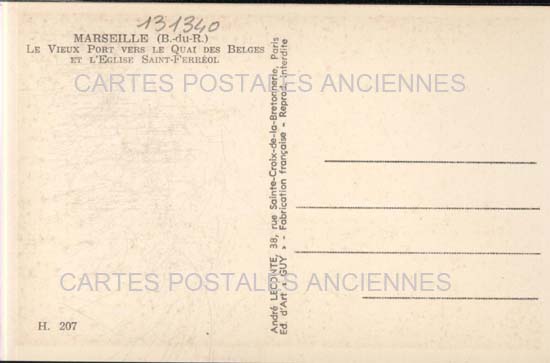 131340
MARSEILLE (B.-du-R.)
LE VIEUX PORT VERS LE QUAI DES BELGES
ET L'EGLISE SAINT-FERRÉOL
CARTES POSTALES ANCIENNES
André LECONTE, 38, rue Sainte-Croix-de-la-Bretonnerie, Paris
Ed. d'Art « GUY » - Fabrication française - Reprod. interdite
CARTES POSTALES ANCIENNES
H. 207